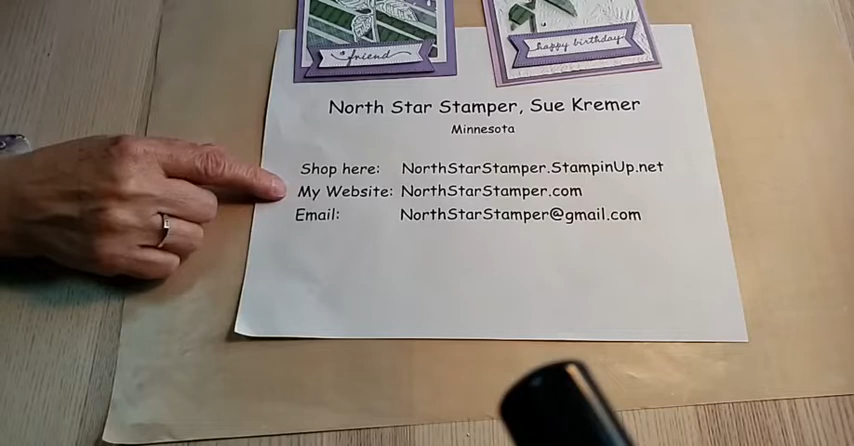 friend
happy birthday
North Star Stamper, Sue Kremer
Minnesota
Shop here: NorthStarStamper.StampinUp.net
My Website: NorthStarStamper.com
Email: NorthStarStamper@gmail.com